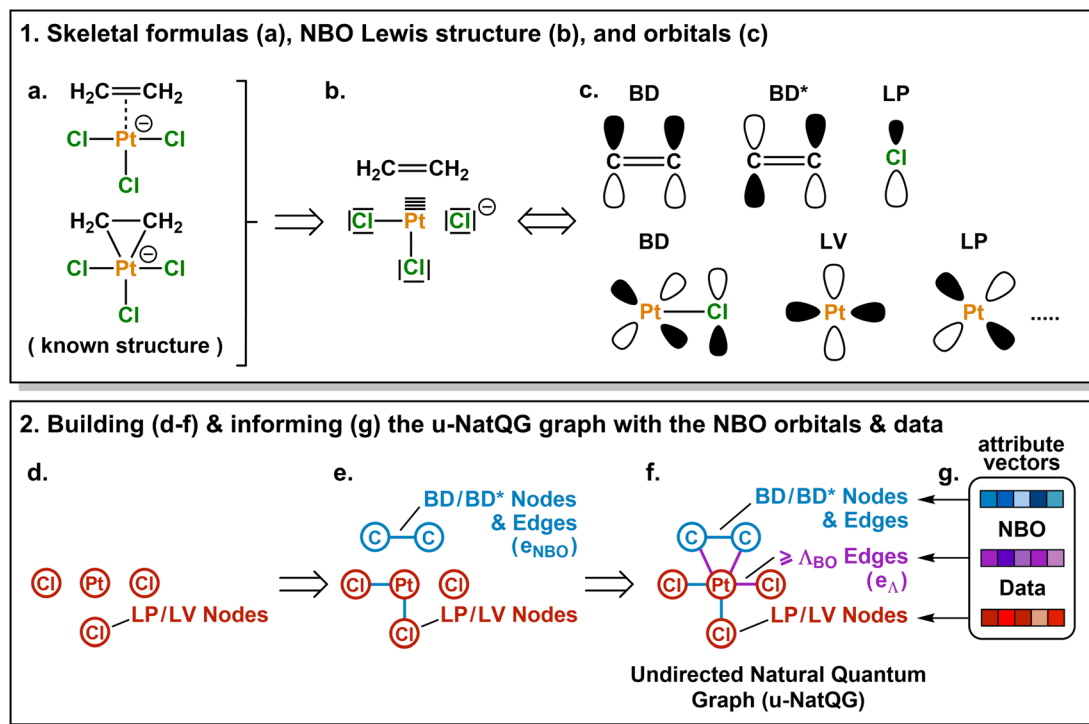 1. Skeletal formulas (a), NBO Lewis structure (b), and orbitals (c)
a.
H₂C=CH₂
Cl—Pt—Cl
⊖
Cl
CH₂—CH₂
Cl—Pt—Cl
⊖
Cl
( known structure )
b.
H₂C=CH₂
Cl—Pt Cl
⊖
Cl
c.
BD BD* LP
C=C C=C Cl
BD LV LP
Pt—Cl Pt Pt .....
2. Building (d-f) & informing (g) the u-NatQG graph with the NBO orbitals & data
d.
Cl Pt Cl
Cl LP/LV Nodes
e.
BD/BD* Nodes
& Edges
(eNBO)
C C
Cl Pt Cl
Cl LP/LV Nodes
f.
BD/BD* Nodes
& Edges
C C
⩾ ΛBO Edges
(eΛ)
Cl Pt Cl
Cl LP/LV Nodes
Undirected Natural Quantum
Graph (u-NatQG)
g.
attribute
vectors
NBO
Data